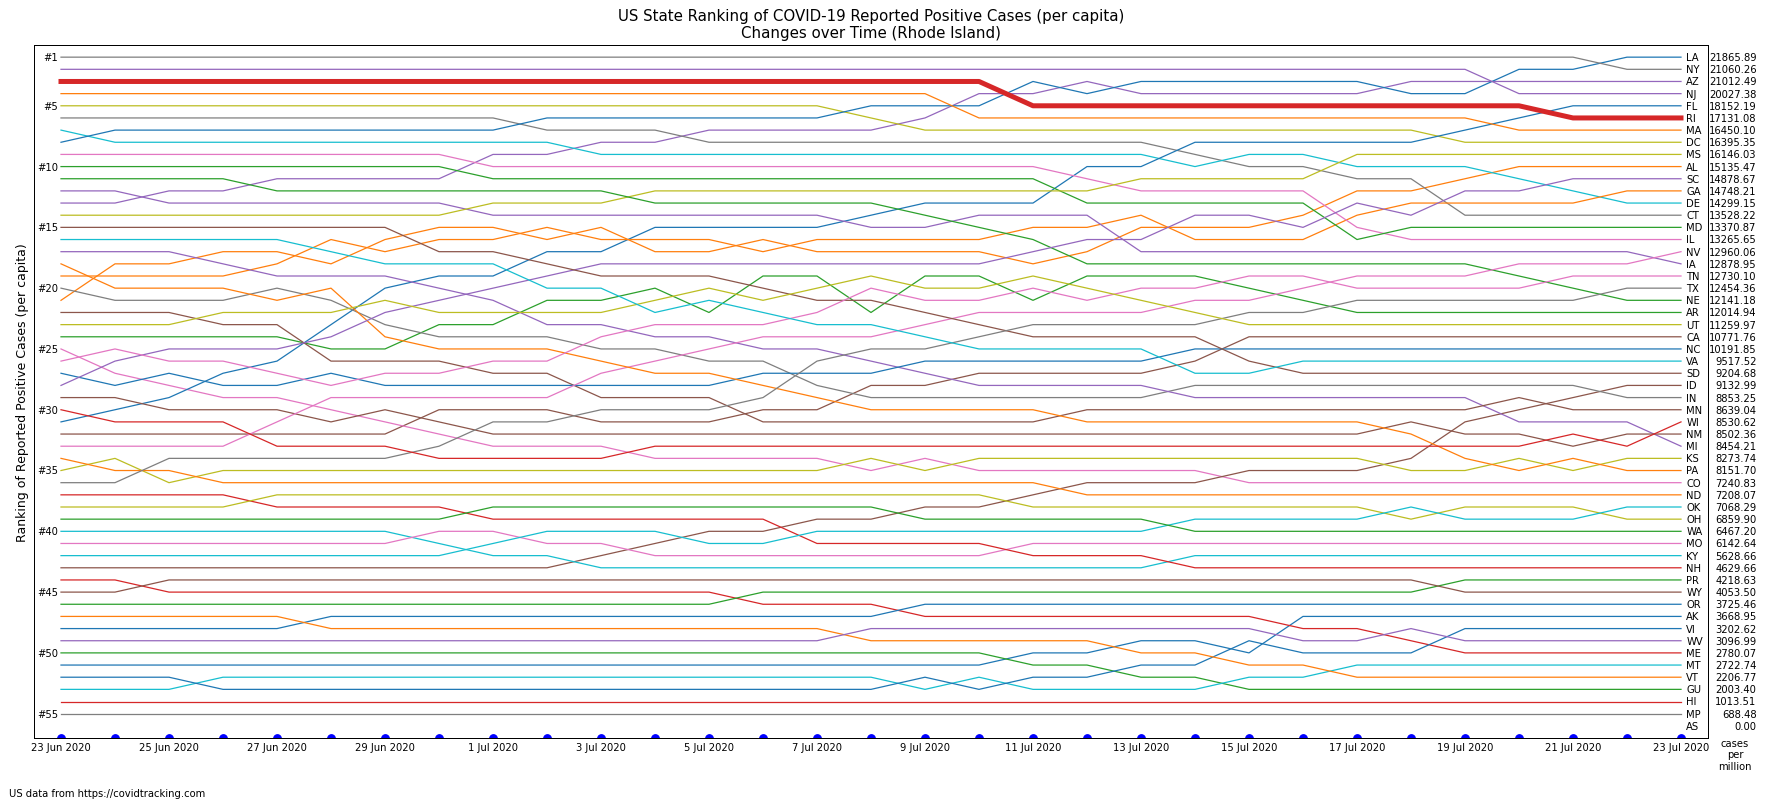 US State Ranking of COVID-19 Reported Positive Cases (per capita)
Changes over Time (Rhode Island)
Ranking of Reported Positive Cases (per capita)
#1
#5
#10
#15
#20
#25
#30
#35
#40
#45
#50
#55
LA 21865.89
NY 21060.26
AZ 21012.49
NJ 20027.38
FL 18152.19
RI 17131.08
MA 16450.10
DC 16395.35
MS 16146.03
AL 15135.47
SC 14878.67
GA 14748.21
DE 14299.15
CT 13528.22
MD 13370.87
IL 13265.65
NV 12960.06
IA 12878.95
TN 12730.10
TX 12454.36
NE 12141.18
AR 12014.94
UT 11259.97
CA 10771.76
NC 10191.85
VA 9517.52
SD 9204.68
ID 9132.99
IN 8853.25
MN 8639.04
WI 8530.62
NM 8502.36
MI 8454.21
KS 8273.74
PA 8151.70
CO 7240.83
ND 7208.07
OK 7068.29
OH 6859.90
WA 6467.20
MO 6142.64
KY 5628.66
NH 4629.66
PR 4218.63
WY 4053.50
OR 3725.46
AK 3668.95
VI 3202.62
WV 3096.99
ME 2780.07
MT 2722.74
VT 2206.77
GU 2003.40
HI 1013.51
MP 688.48
AS 0.00
23 Jun 2020 25 Jun 2020 27 Jun 2020 29 Jun 2020 1 Jul 2020 3 Jul 2020 5 Jul 2020 7 Jul 2020 9 Jul 2020 11 Jul 2020 13 Jul 2020 15 Jul 2020 17 Jul 2020 19 Jul 2020 21 Jul 2020 23 Jul 2020
cases
per
million
US data from https://covidtracking.com